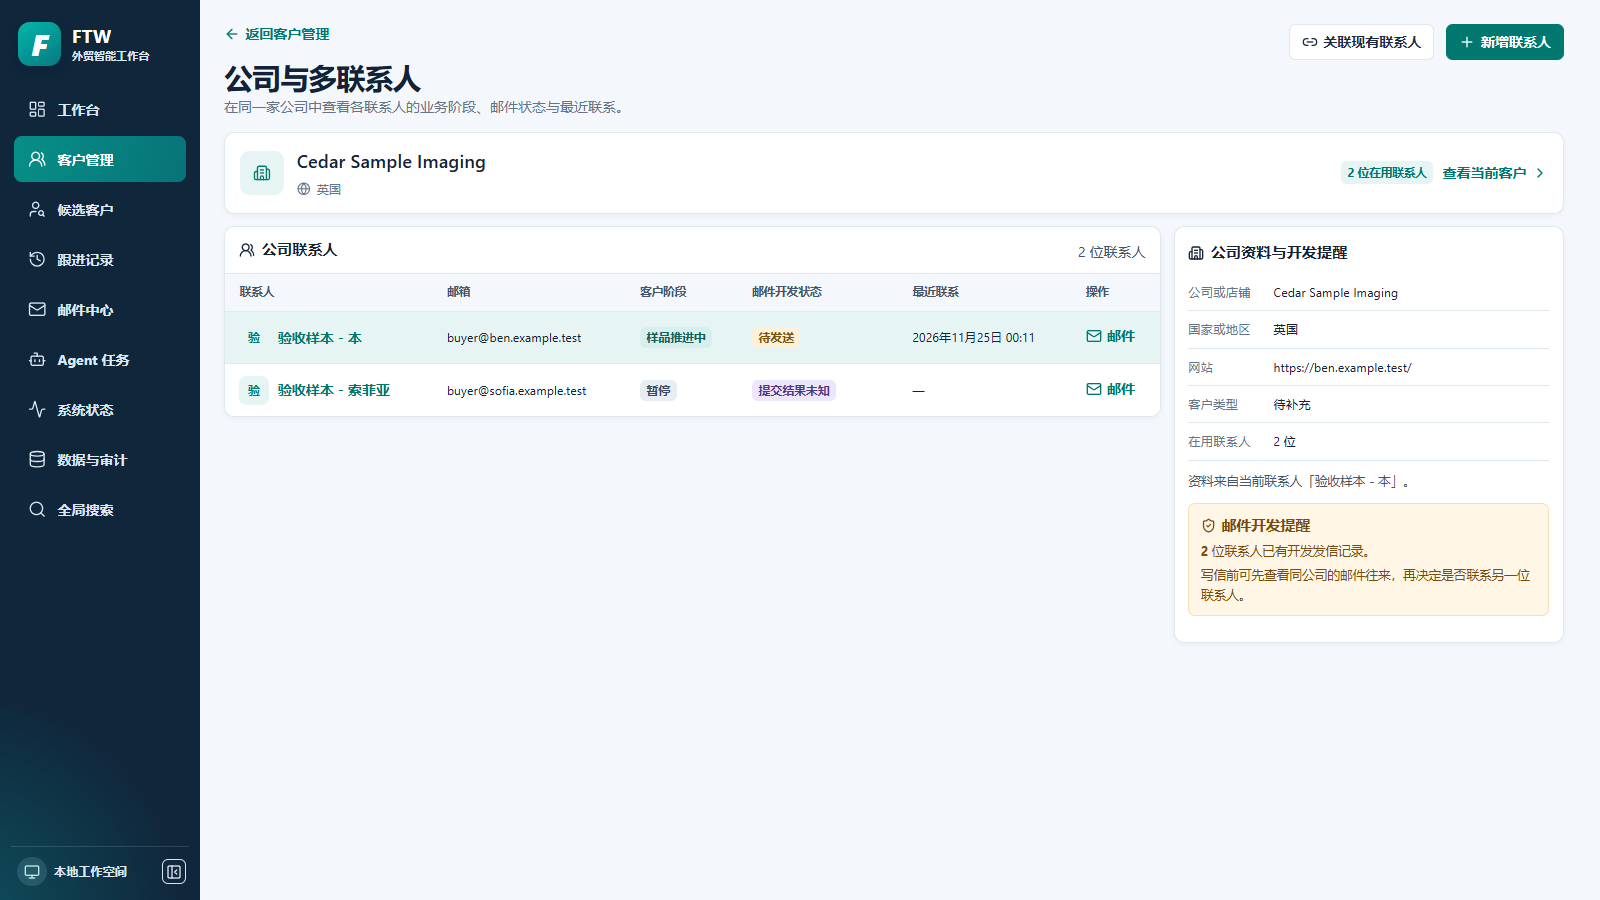 F
FTW
外贸智能工作台
工作台
客户管理
候选客户
跟进记录
邮件中心
Agent 任务
系统状态
数据与审计
全局搜索
本地工作空间
返回客户管理
关联现有联系人
新增联系人
公司与多联系人
在同一家公司中查看各联系人的业务阶段、邮件状态与最近联系。
Cedar Sample Imaging
英国
2 位在用联系人
查看当前客户
公司联系人
2 位联系人
联系人 邮箱 客户阶段 邮件开发状态 最近联系 操作
验 验收样本 - 本 buyer@ben.example.test 样品推进中 待发送 2026年11月25日 00:11 邮件
验 验收样本 - 索菲亚 buyer@sofia.example.test 暂停 提交结果未知 — 邮件
公司资料与开发提醒
公司或店铺 Cedar Sample Imaging
国家或地区 英国
网站 https://ben.example.test/
客户类型 待补充
在用联系人 2 位
资料来自当前联系人「验收样本 - 本」。
邮件开发提醒
2 位联系人已有开发发信记录。
写信前可先查看同公司的邮件往来，再决定是否联系另一位
联系人。